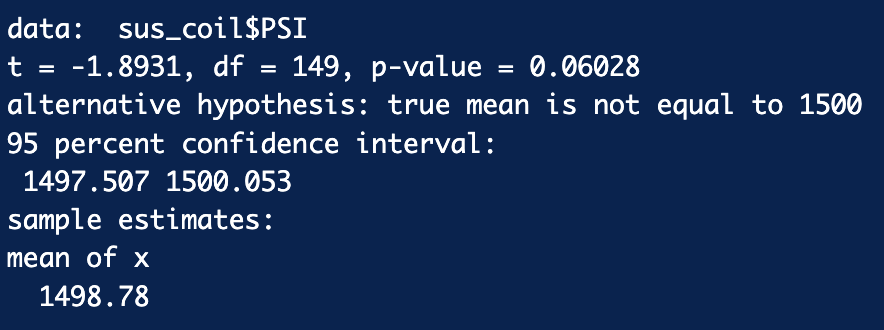 data:  sus_coil$PSI
t = -1.8931, df = 149, p-value = 0.06028
alternative hypothesis: true mean is not equal to 1500
95 percent confidence interval:
 1497.507 1500.053
sample estimates:
mean of x
  1498.78